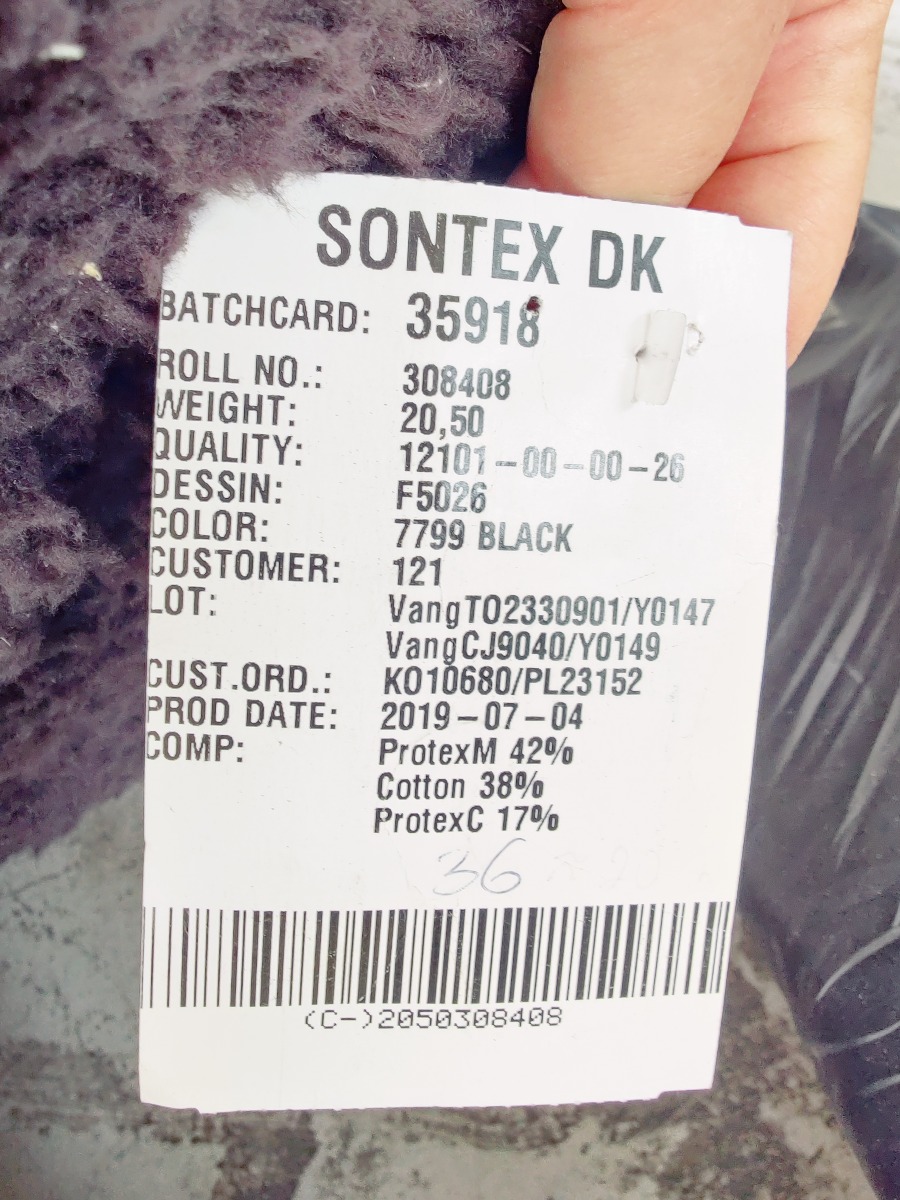 SONTEX DK
BATCHCARD: 35918
ROLL NO.: 308408
WEIGHT: 20,50
QUALITY: 12101-00-00-26
DESSIN: F5026
COLOR: 7799 BLACK
CUSTOMER: 121
LOT: VangTO2330901/Y0147
VangCJ9040/Y0149
CUST.ORD.: KO10680/PL23152
PROD DATE: 2019-07-04
COMP: ProtexM 42%
Cotton 38%
ProtexC 17%
36
(C-)2050308408